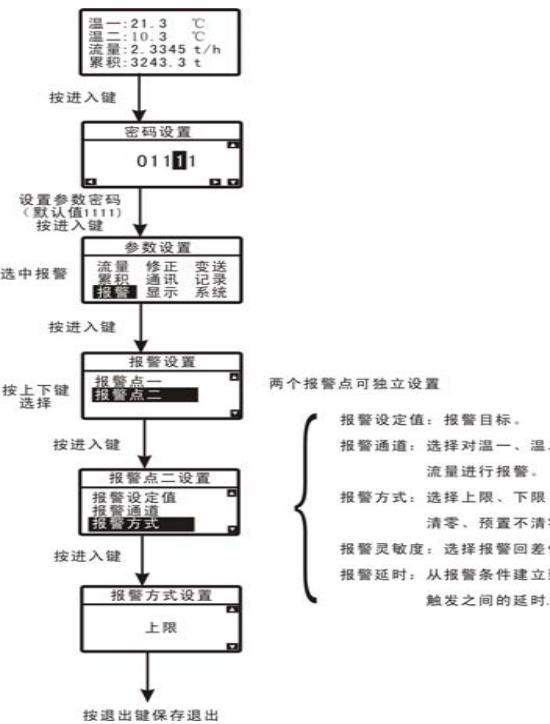 温一:21.3 ℃
温二:10.3 ℃
流量:2.3345 t/h
累积:3243.3 t
按进入键
密码设置
01111
设置参数密码
（默认值1111）
按进入键
参数设置
选中报警
流量 修正 变送
累积 通讯 记录
报警 显示 系统
按进入键
报警设置
按上下键
选择
报警点一
报警点二
两个报警点可独立设置
按进入键
报警点二设置
报警设定值
报警通道
报警方式
报警设定值：报警目标.
报警通道：选择对温一、温
流量进行报警.
报警方式：选择上限、下限
清零、预置不清
报警灵敏度：选择报警回差
报警延时：从报警条件建立
触发之间的延时.
按进入键
报警方式设置
上限
按退出键保存退出